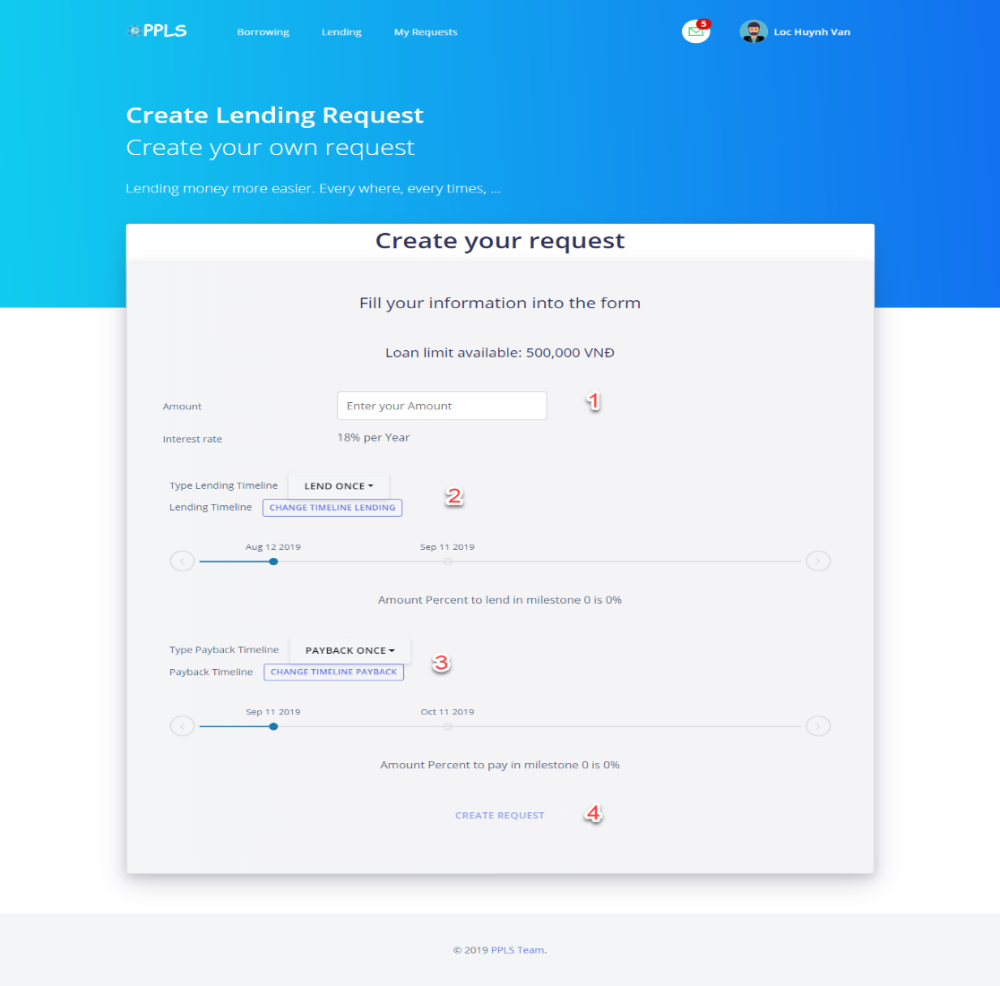 PPLS Borrowing Lending My Requests 5 Loc Huynh Van
Create Lending Request
Create your own request
Lending money more easier. Every where, every times, ...
Create your request
Fill your information into the form
Loan limit available: 500,000 VNĐ
Amount Enter your Amount 1
Interest rate 18% per Year
Type Lending Timeline LEND ONCE
2
Lending Timeline CHANGE TIMELINE LENDING
Aug 12 2019 Sep 11 2019
< >
Amount Percent to lend in milestone 0 is 0%
Type Payback Timeline PAYBACK ONCE
3
Payback Timeline CHANGE TIMELINE PAYBACK
Sep 11 2019 Oct 11 2019
< >
Amount Percent to pay in milestone 0 is 0%
CREATE REQUEST 4
© 2019 PPLS Team.